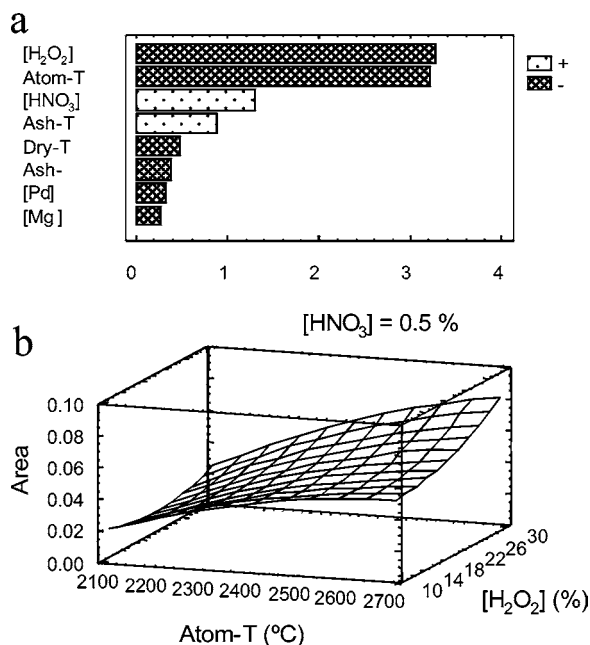 a
[H₂O₂]
Atom-T
[HNO₃]
Ash-T
Dry-T
Ash-
[Pd]
[Mg]
+
-
0 1 2 3 4
[HNO₃] = 0.5 %
b
0.10
0.08
0.06
0.04
0.02
0.00
Area
2100 2200 2300 2400 2500 2600 2700
Atom-T (ºC)
10 14 18 22 26 30
[H₂O₂] (%)